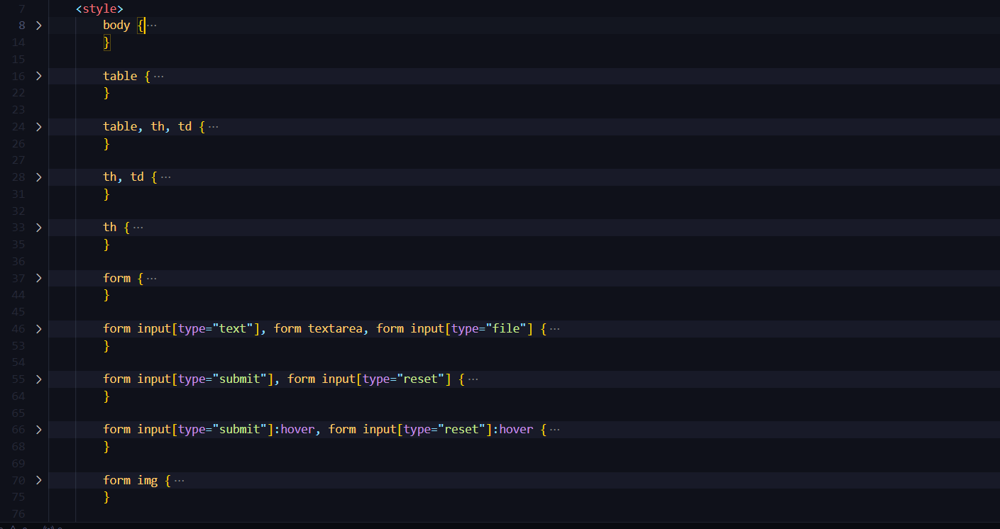 7 <style>
8 body {···
14 }
15
16 table {···
22 }
23
24 table, th, td {···
26 }
27
28 th, td {···
31 }
32
33 th {···
35 }
36
37 form {···
44 }
45
46 form input[type="text"], form textarea, form input[type="file"] {···
53 }
54
55 form input[type="submit"], form input[type="reset"] {···
64 }
65
66 form input[type="submit"]:hover, form input[type="reset"]:hover {···
68 }
69
70 form img {···
75 }
76